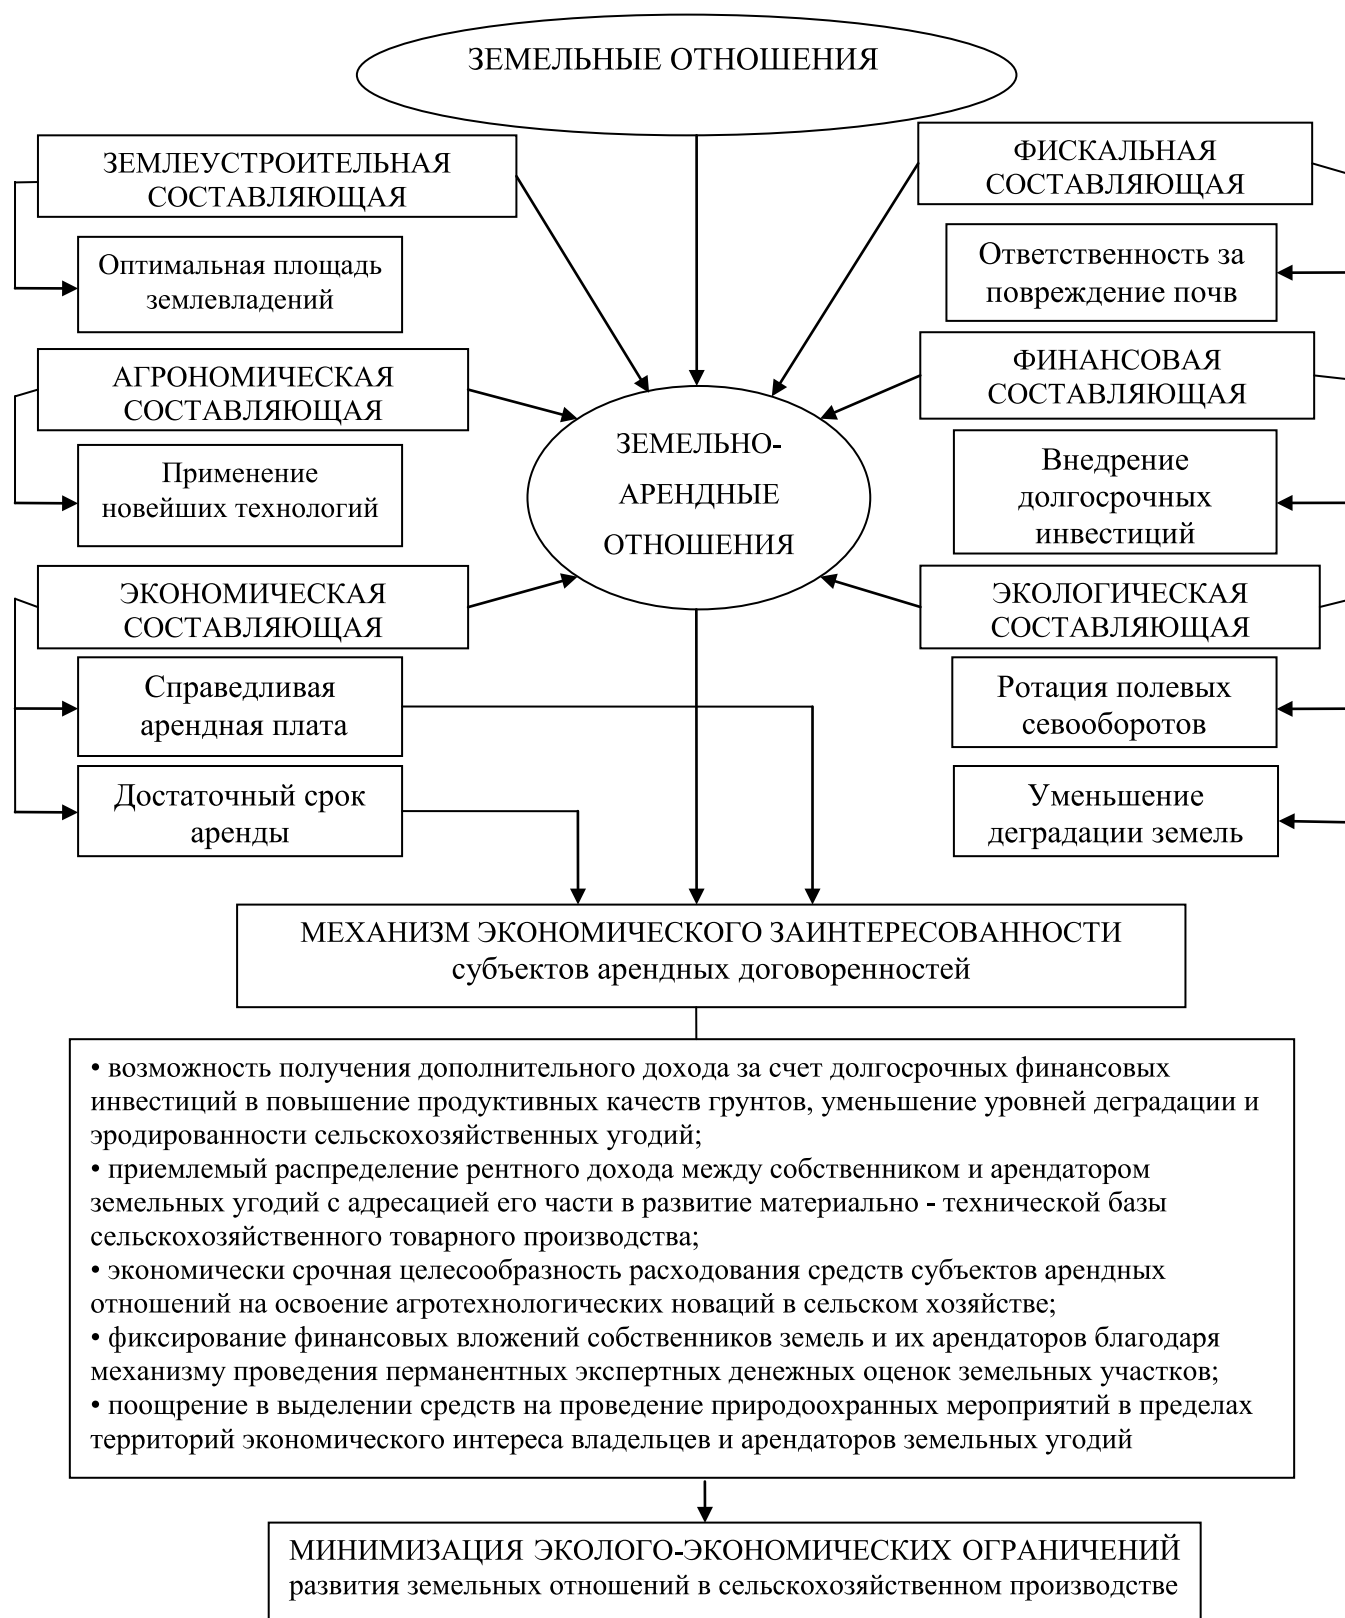 ЗЕМЕЛЬНЫЕ ОТНОШЕНИЯ
ЗЕМЛЕУСТРОИТЕЛЬНАЯ
СОСТАВЛЯЮЩАЯ
ФИСКАЛЬНАЯ
СОСТАВЛЯЮЩАЯ
Оптимальная площадь
землевладений
Ответственность за
повреждение почв
АГРОНОМИЧЕСКАЯ
СОСТАВЛЯЮЩАЯ
ФИНАНСОВАЯ
СОСТАВЛЯЮЩАЯ
ЗЕМЕЛЬНО-
АРЕНДНЫЕ
ОТНОШЕНИЯ
Применение
новейших технологий
Внедрение
долгосрочных
инвестиций
ЭКОНОМИЧЕСКАЯ
СОСТАВЛЯЮЩАЯ
ЭКОЛОГИЧЕСКАЯ
СОСТАВЛЯЮЩАЯ
Справедливая
арендная плата
Ротация полевых
севооборотов
Достаточный срок
аренды
Уменьшение
деградации земель
МЕХАНИЗМ ЭКОНОМИЧЕСКОГО ЗАИНТЕРЕСОВАННОСТИ
субъектов арендных договоренностей
• возможность получения дополнительного дохода за счет долгосрочных финансовых
инвестиций в повышение продуктивных качеств грунтов, уменьшение уровней деградации и
эродированности сельскохозяйственных угодий;
• приемлемый распределение рентного дохода между собственником и арендатором
земельных угодий с адресацией его части в развитие материально - технической базы
сельскохозяйственного товарного производства;
• экономически срочная целесообразность расходования средств субъектов арендных
отношений на освоение агротехнологических новаций в сельском хозяйстве;
• фиксирование финансовых вложений собственников земель и их арендаторов благодаря
механизму проведения перманентных экспертных денежных оценок земельных участков;
• поощрение в выделении средств на проведение природоохранных мероприятий в пределах
территорий экономического интереса владельцев и арендаторов земельных угодий
МИНИМИЗАЦИЯ ЭКОЛОГО-ЭКОНОМИЧЕСКИХ ОГРАНИЧЕНИЙ
развития земельных отношений в сельскохозяйственном производстве